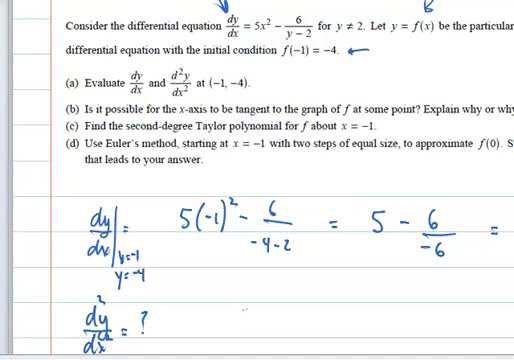 Consider the differential equation dy/dx = 5x² − 6/(y − 2) for y ≠ 2. Let y = f(x) be the particular
differential equation with the initial condition f(−1) = −4.
(a) Evaluate dy/dx and d²y/dx² at (−1, −4).
(b) Is it possible for the x-axis to be tangent to the graph of f at some point? Explain why or why
(c) Find the second-degree Taylor polynomial for f about x = −1.
(d) Use Euler's method, starting at x = −1 with two steps of equal size, to approximate f(0). S
that leads to your answer.
dy/dx | = 5(-1)² - 6/(-4-2) = 5 - 6/(-6) =
y=-4
d²y/dx² = ?